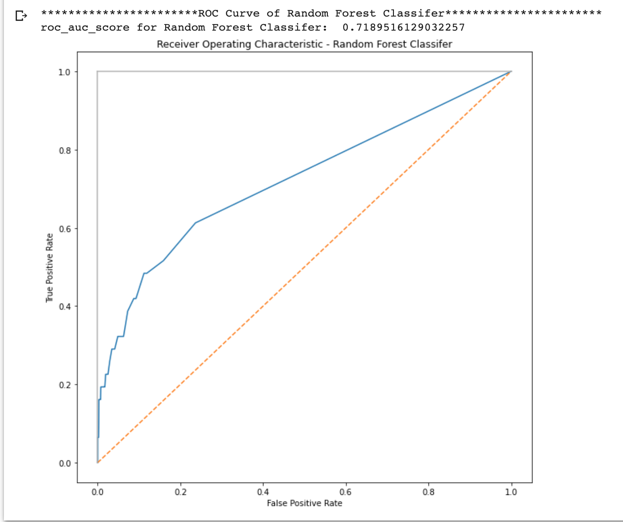 ***********************ROC Curve of Random Forest Classifer***********************
roc_auc_score for Random Forest Classifer:  0.7189516129032257
Receiver Operating Characteristic - Random Forest Classifer
1.0
0.8
0.6
0.4
0.2
0.0
True Positive Rate
0.0 0.2 0.4 0.6 0.8 1.0
False Positive Rate